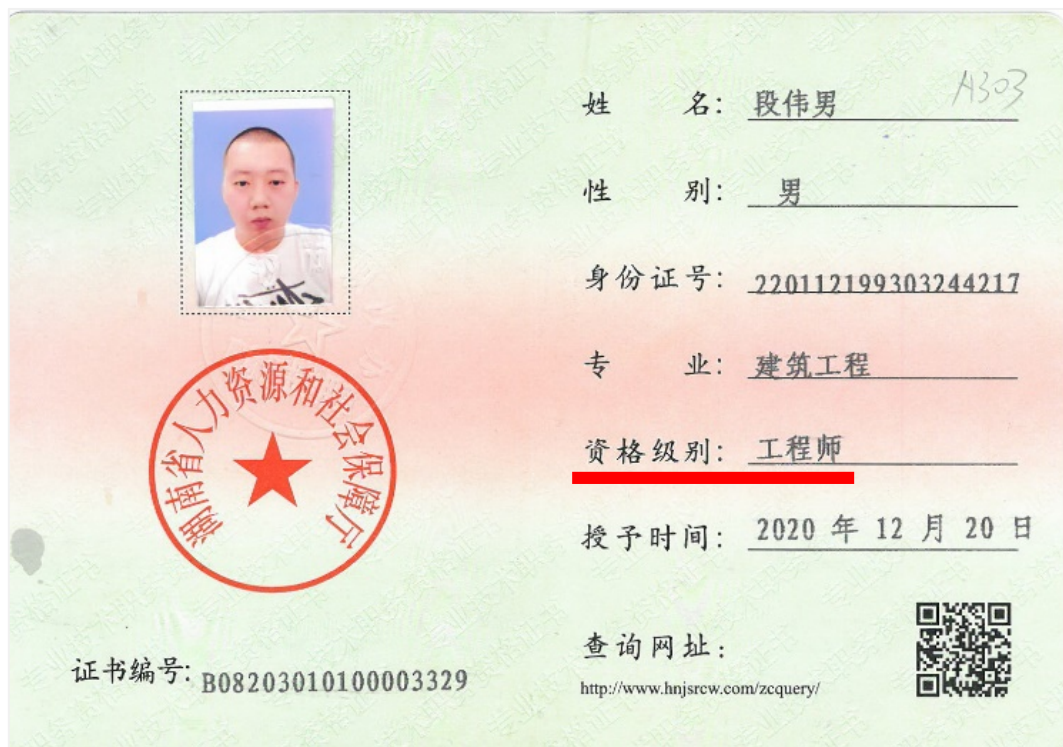 姓 名: 段伟男
A303
性 别: 男
身份证号: 220112199303244217
专 业: 建筑工程
资格级别: 工程师
授予时间: 2020 年 12 月 20 日
查询网址:
http://www.hnjsrcw.com/zcquery/
湖南省人力资源和社会保障厅
证书编号: B08203010100003329